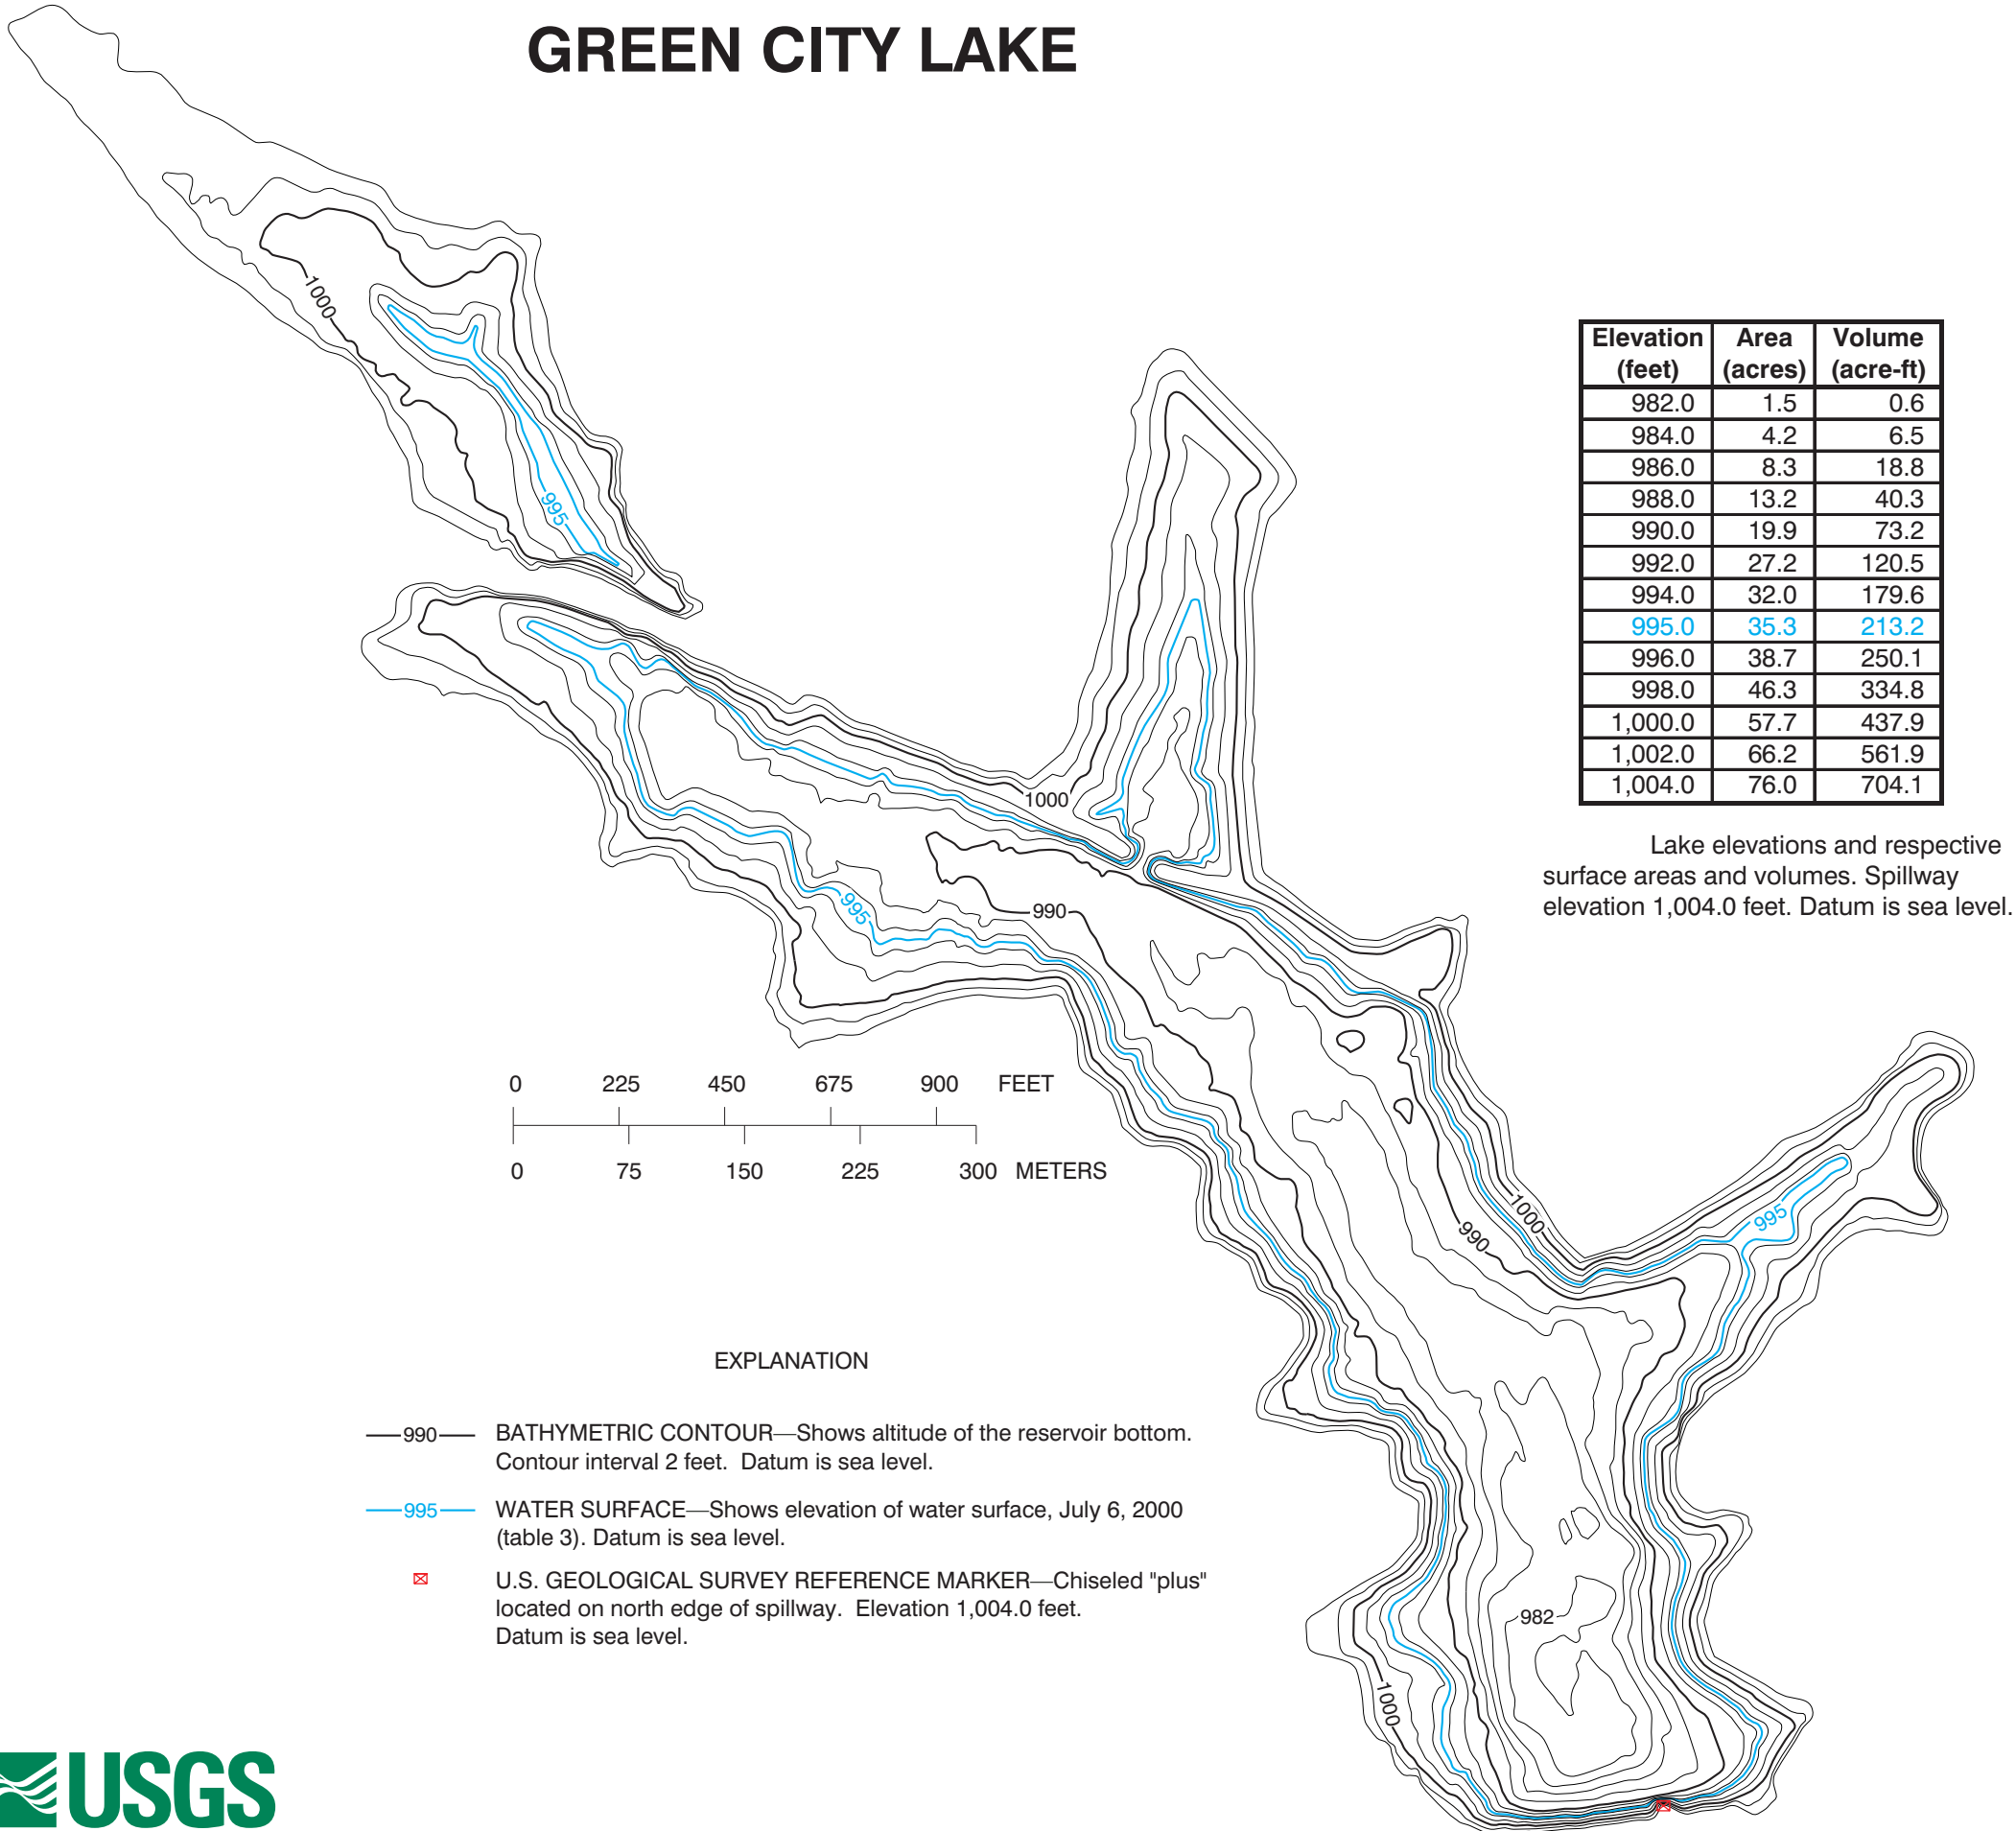 GREEN CITY LAKE
1000
995
Elevation (feet) Area (acres) Volume (acre-ft)
982.0 1.5 0.6
984.0 4.2 6.5
986.0 8.3 18.8
988.0 13.2 40.3
990.0 19.9 73.2
992.0 27.2 120.5
994.0 32.0 179.6
995.0 35.3 213.2
996.0 38.7 250.1
998.0 46.3 334.8
1,000.0 57.7 437.9
1,002.0 66.2 561.9
1,004.0 76.0 704.1
Lake elevations and respective
surface areas and volumes. Spillway
elevation 1,004.0 feet. Datum is sea level.
1000
995
990
0 225 450 675 900 FEET
0 75 150 225 300 METERS
1000
990
995
EXPLANATION
990 BATHYMETRIC CONTOUR—Shows altitude of the reservoir bottom.
Contour interval 2 feet. Datum is sea level.
995 WATER SURFACE—Shows elevation of water surface, July 6, 2000
(table 3). Datum is sea level.
U.S. GEOLOGICAL SURVEY REFERENCE MARKER—Chiseled "plus"
located on north edge of spillway. Elevation 1,004.0 feet.
Datum is sea level.
982
1000
USGS